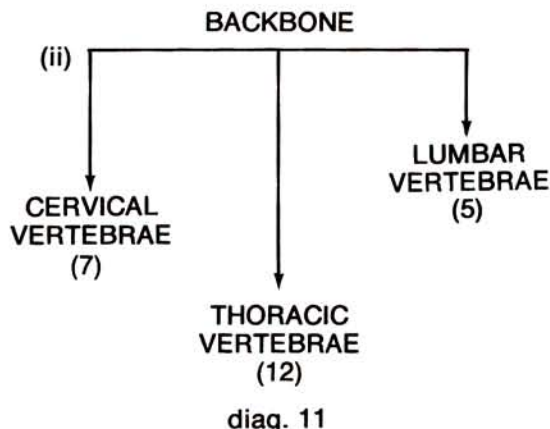 BACKBONE
(ii)
CERVICAL
VERTEBRAE
(7)
THORACIC
VERTEBRAE
(12)
LUMBAR
VERTEBRAE
(5)
diag. 11